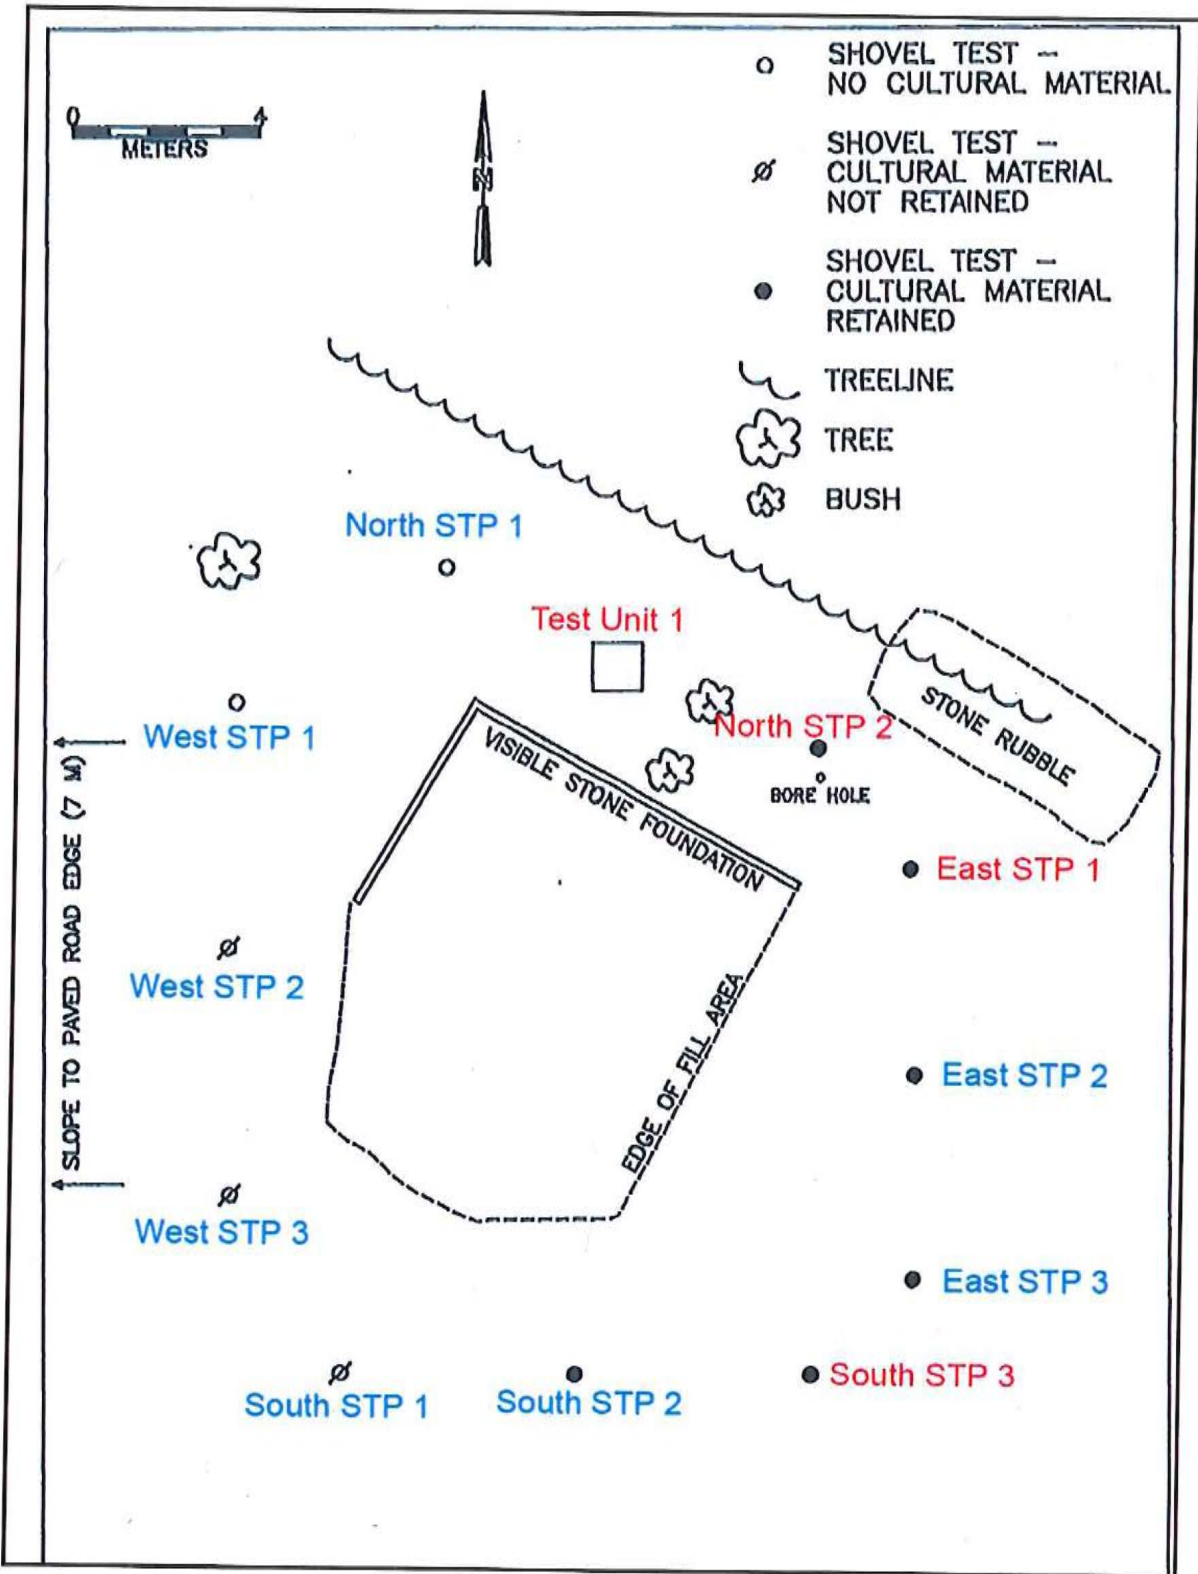 SHOVEL TEST –
NO CULTURAL MATERIAL
0 4
METERS
N
SHOVEL TEST –
CULTURAL MATERIAL
NOT RETAINED
SHOVEL TEST –
CULTURAL MATERIAL
RETAINED
TREELINE
TREE
BUSH
North STP 1
Test Unit 1
STONE RUBBLE
West STP 1
North STP 2
VISIBLE STONE FOUNDATION
BORE HOLE
East STP 1
SLOPE TO PAVED ROAD EDGE (7 M)
West STP 2
EDGE OF FILL AREA
East STP 2
West STP 3
East STP 3
South STP 1
South STP 2
South STP 3